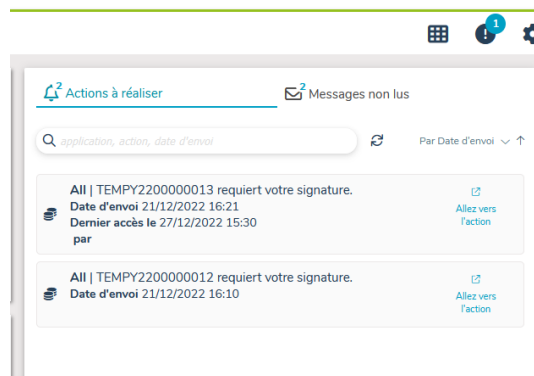 1
2 Actions à réaliser
2 Messages non lus
application, action, date d'envoi
Par Date d'envoi
All | TEMPY2200000013 requiert votre signature.
Date d'envoi 21/12/2022 16:21
Dernier accès le 27/12/2022 15:30
par
Allez vers
l'action
All | TEMPY2200000012 requiert votre signature.
Date d'envoi 21/12/2022 16:10
Allez vers
l'action